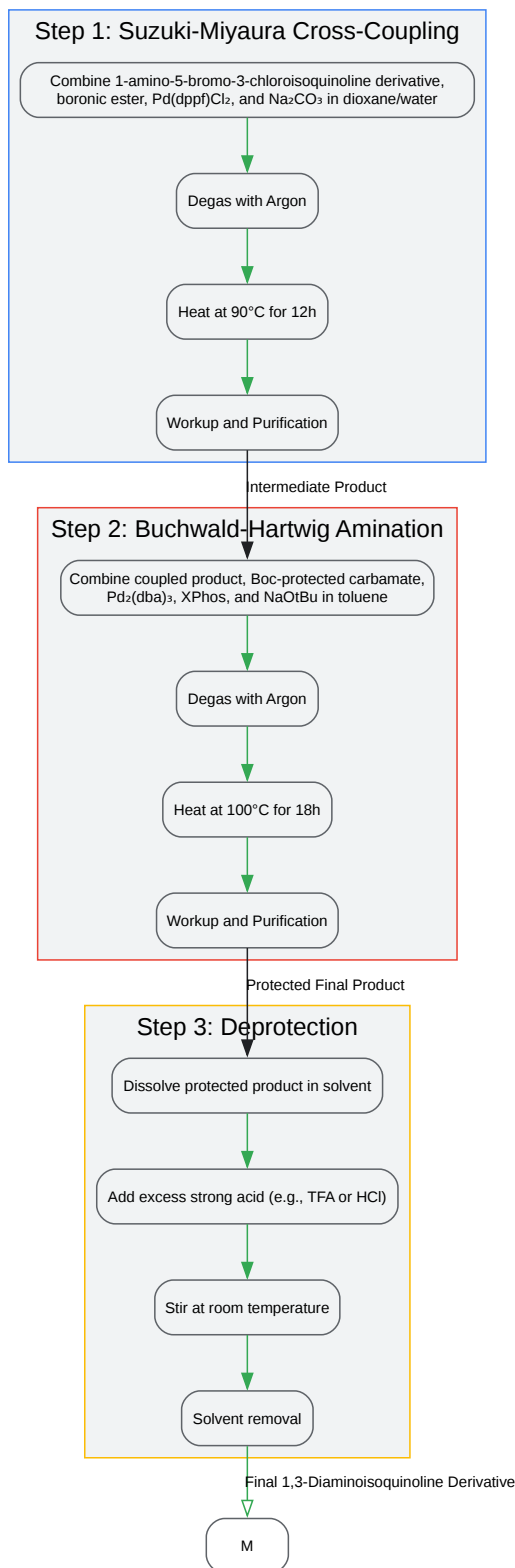 Step 1: Suzuki-Miyaura Cross-Coupling
Combine 1-amino-5-bromo-3-chloroisoquinoline derivative,
boronic ester, Pd(dppf)Cl₂, and Na₂CO₃ in dioxane/water
Degas with Argon
Heat at 90°C for 12h
Workup and Purification
Intermediate Product
Step 2: Buchwald-Hartwig Amination
Combine coupled product, Boc-protected carbamate,
Pd₂(dba)₃, XPhos, and NaOtBu in toluene
Degas with Argon
Heat at 100°C for 18h
Workup and Purification
Protected Final Product
Step 3: Deprotection
Dissolve protected product in solvent
Add excess strong acid (e.g., TFA or HCl)
Stir at room temperature
Solvent removal
Final 1,3-Diaminoisoquinoline Derivative
M